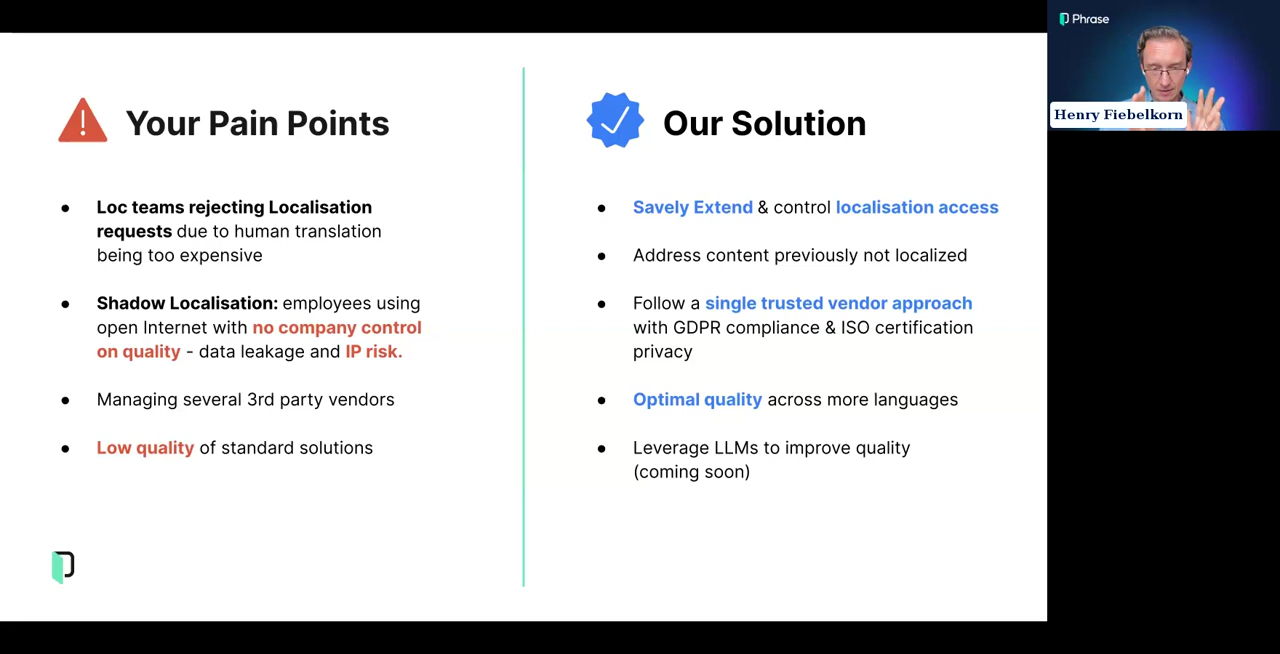 Your Pain Points
● Loc teams rejecting Localisation
requests due to human translation
being too expensive
● Shadow Localisation: employees using
open Internet with no company control
on quality - data leakage and IP risk.
● Managing several 3rd party vendors
● Low quality of standard solutions
Our Solution
● Savely Extend & control localisation access
● Address content previously not localized
● Follow a single trusted vendor approach
with GDPR compliance & ISO certification
privacy
● Optimal quality across more languages
● Leverage LLMs to improve quality
(coming soon)
Phrase
Henry Fiebelkorn